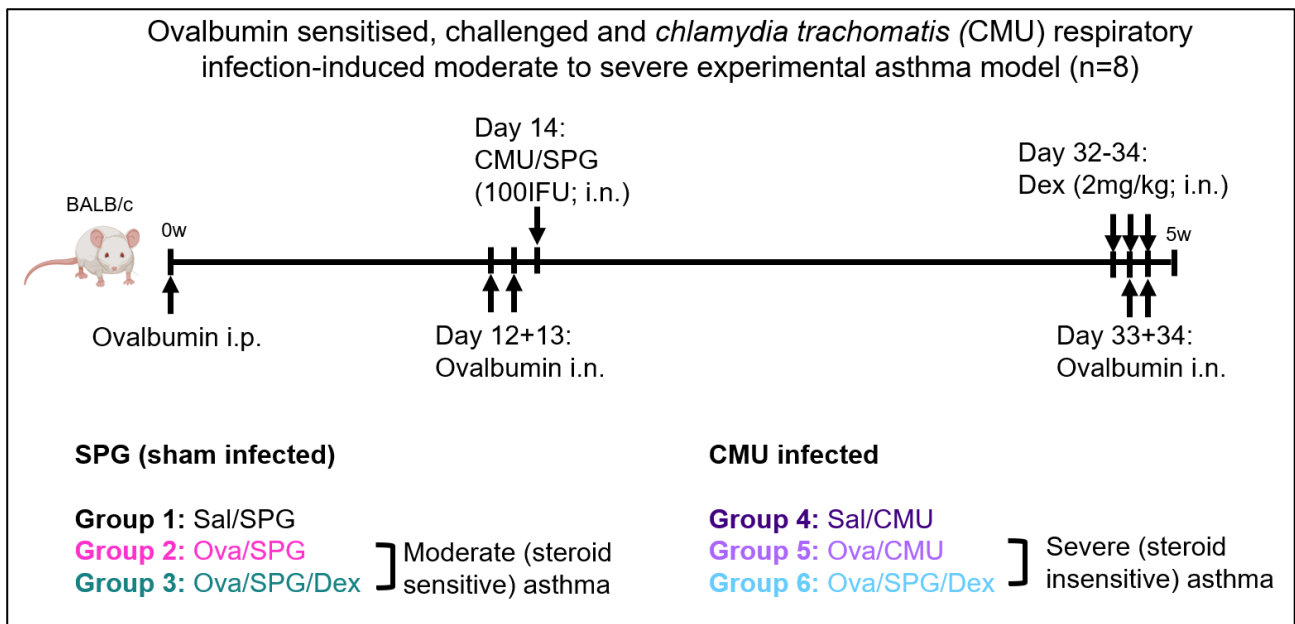 Ovalbumin sensitised, challenged and chlamydia trachomatis (CMU) respiratory
infection-induced moderate to severe experimental asthma model (n=8)
Day 14:
CMU/SPG
(100IFU; i.n.)
Day 32-34:
Dex (2mg/kg; i.n.)
BALB/c
0w
5w
Ovalbumin i.p.
Day 12+13:
Ovalbumin i.n.
Day 33+34:
Ovalbumin i.n.
SPG (sham infected)
Group 1: Sal/SPG
Group 2: Ova/SPG
Group 3: Ova/SPG/Dex
Moderate (steroid
sensitive) asthma
CMU infected
Group 4: Sal/CMU
Group 5: Ova/CMU
Group 6: Ova/SPG/Dex
Severe (steroid
insensitive) asthma